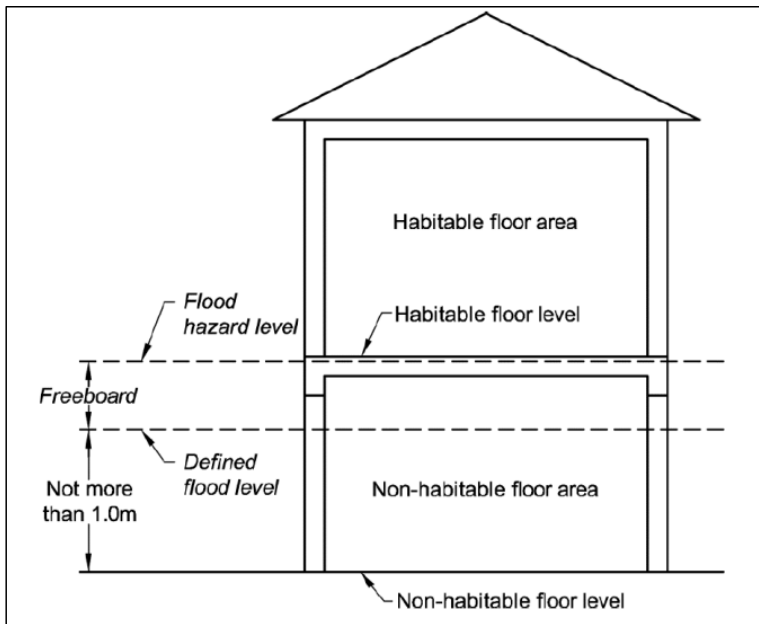 Habitable floor area
Flood
hazard level
Habitable floor level
Freeboard
Defined
flood level
Not more
than 1.0m
Non-habitable floor area
Non-habitable floor level